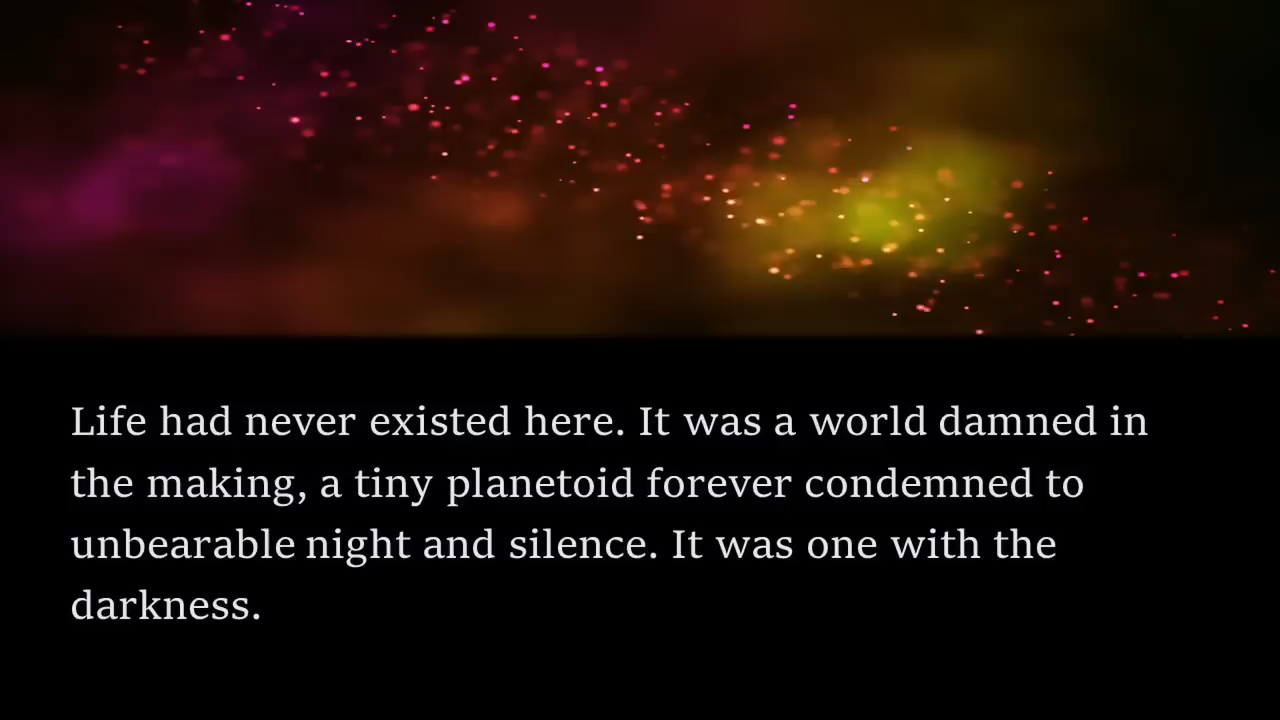 Life had never existed here. It was a world damned in
the making, a tiny planetoid forever condemned to
unbearable night and silence. It was one with the
darkness.